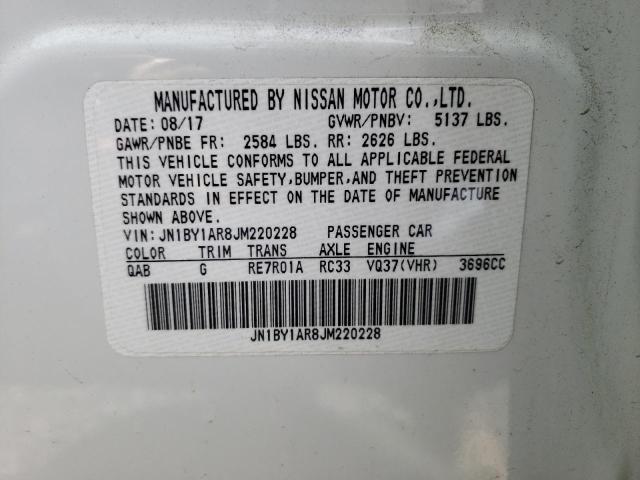 MANUFACTURED BY NISSAN MOTOR CO.,LTD.
DATE: 08/17 GVWR/PNBV: 5137 LBS.
GAWR/PNBE FR: 2584 LBS. RR: 2626 LBS.
THIS VEHICLE CONFORMS TO ALL APPLICABLE FEDERAL
MOTOR VEHICLE SAFETY,BUMPER,AND THEFT PREVENTION
STANDARDS IN EFFECT ON THE DATE OF MANUFACTURE
SHOWN ABOVE.
VIN: JN1BY1AR8JM220228 PASSENGER CAR
COLOR TRIM TRANS AXLE ENGINE
QAB G RE7R01A RC33 VQ37(VHR) 3696CC
JN1BY1AR8JM220228